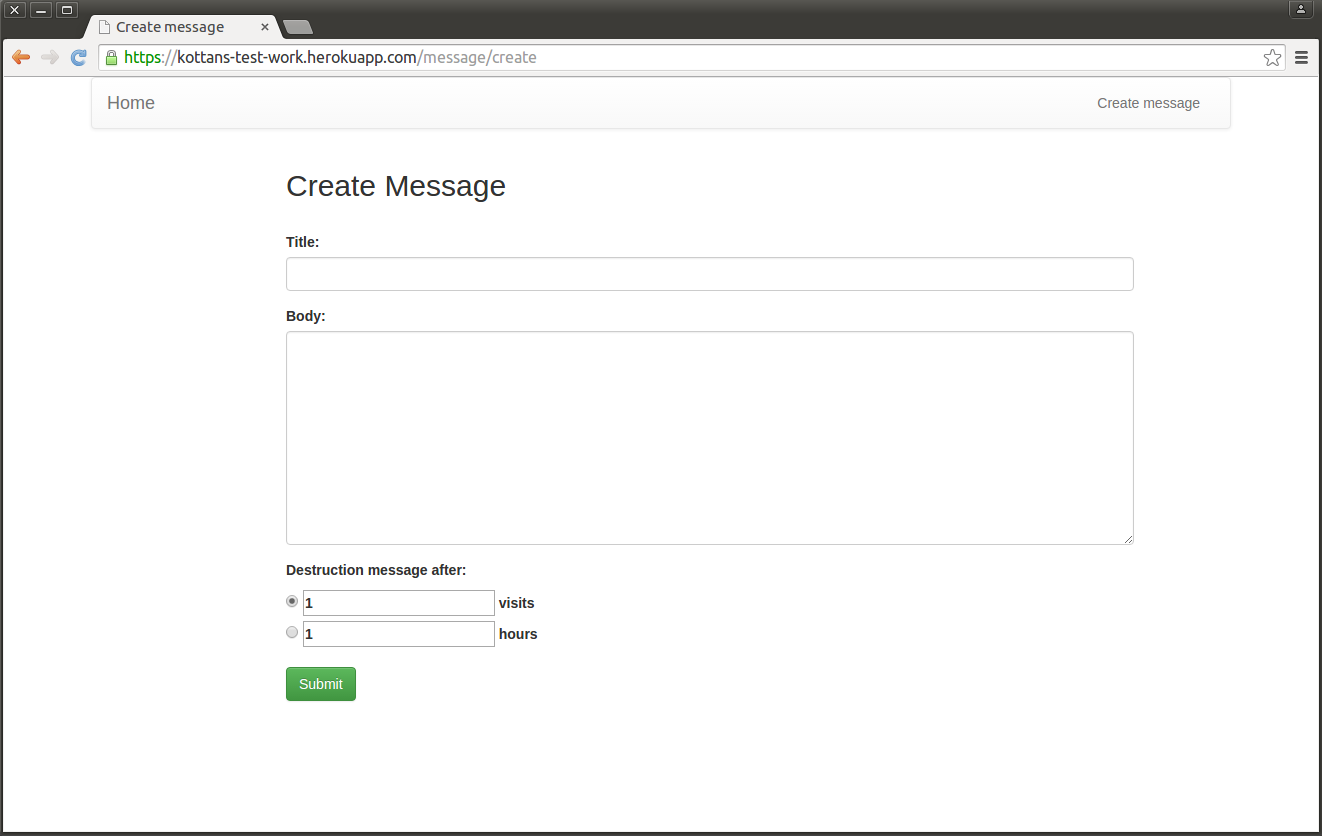 Create message
https://kottans-test-work.herokuapp.com/message/create
Home
Create message
Create Message
Title:
Body:
Destruction message after:
1 visits
1 hours
Submit